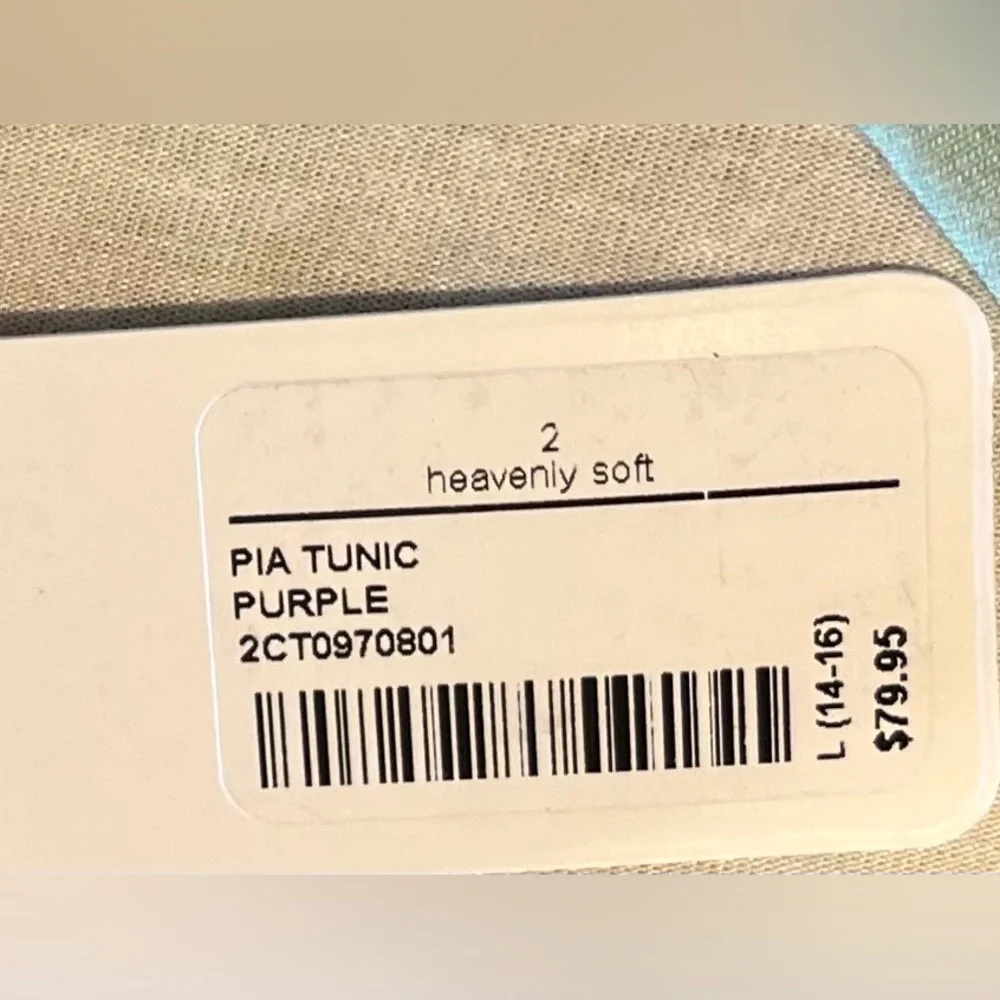 2
heavenly soft
PIA TUNIC
PURPLE
2CT0970801
L (14-16)
$79.95